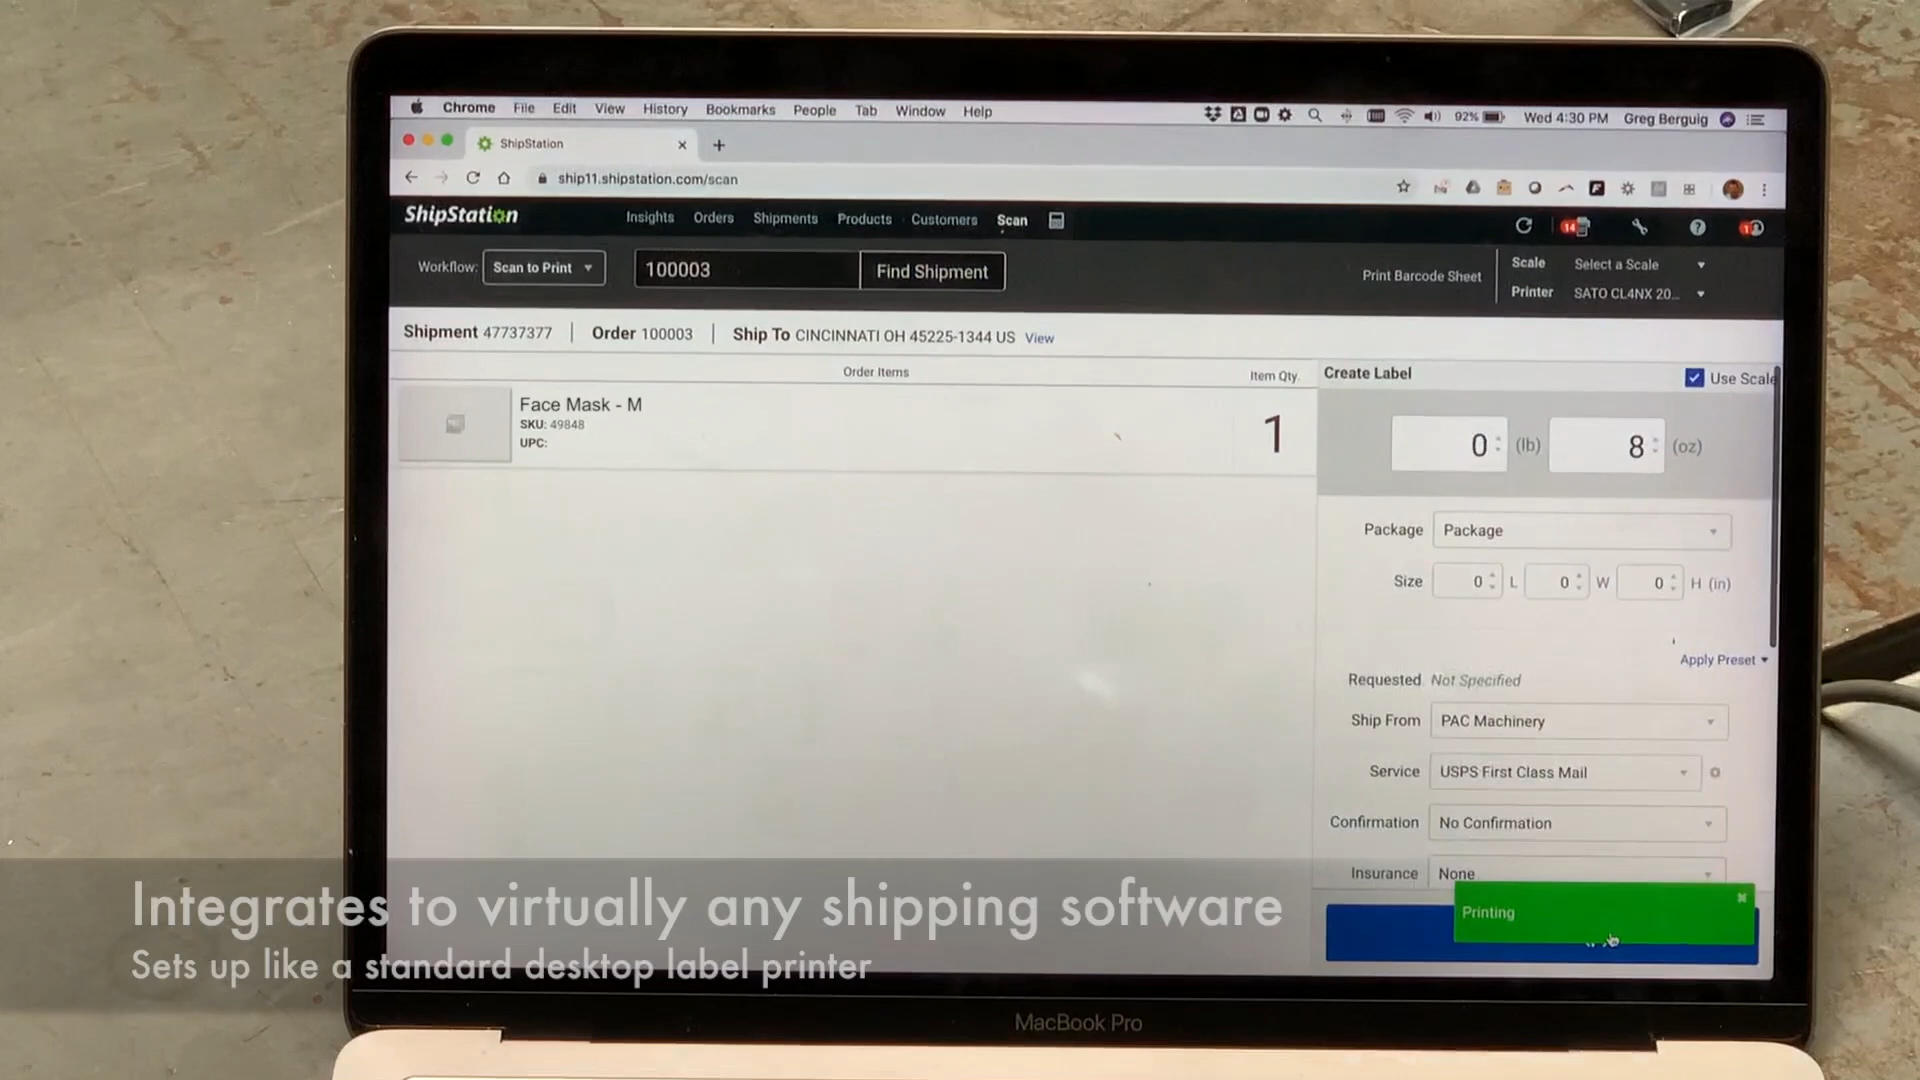 Chrome File Edit View History Bookmarks People Tab Window Help 92% Wed 4:30 PM Greg Berguig
ShipStation
ship11.shipstation.com/scan
ShipStation Insights Orders Shipments Products Customers Scan 14 1
Workflow: Scan to Print 100003 Find Shipment Print Barcode Sheet Scale Select a Scale
Printer SATO CL4NX 20...
Shipment 47737377 Order 100003 Ship To CINCINNATI OH 45225-1344 US View
Order Items Item Qty. Create Label Use Scale
Face Mask - M
SKU: 49848
UPC:
1
0 (lb) 8 (oz)
Package Package
Size 0 L 0 W 0 H (in)
Apply Preset
Requested Not Specified
Ship From PAC Machinery
Service USPS First Class Mail
Confirmation No Confirmation
Insurance None
Printing
Integrates to virtually any shipping software
Sets up like a standard desktop label printer
MacBook Pro